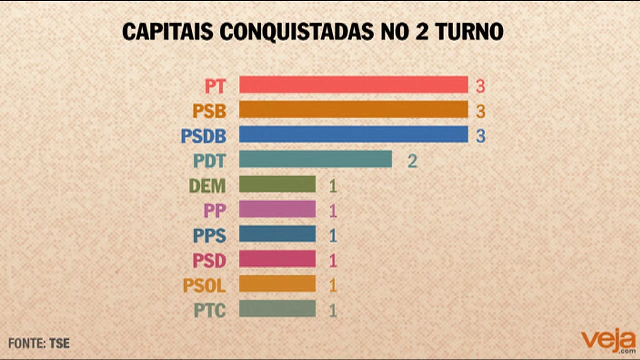 CAPITAIS CONQUISTADAS NO 2 TURNO
PT 3
PSB 3
PSDB 3
PDT 2
DEM 1
PP 1
PPS 1
PSD 1
PSOL 1
PTC 1
FONTE: TSE
veja
.com